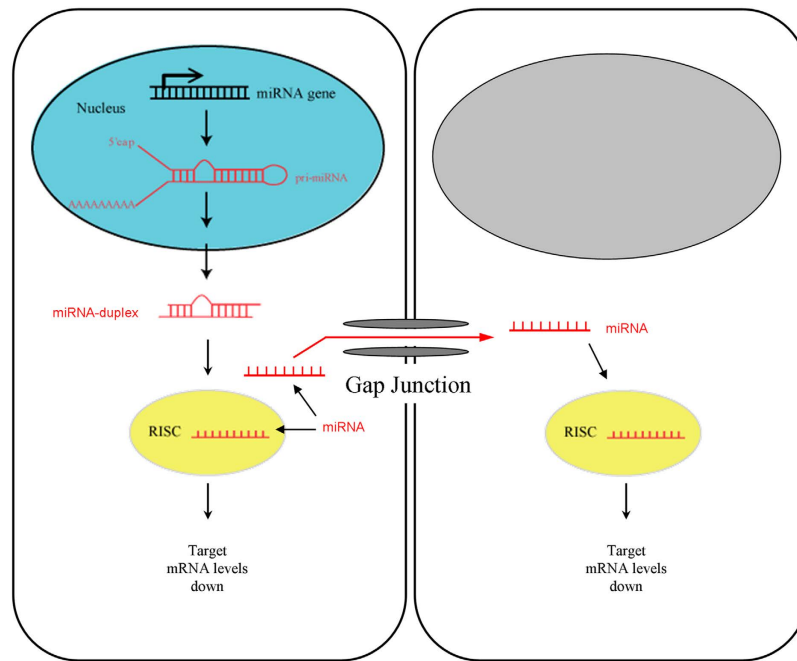 Nucleus
miRNA gene
5'cap
pri-miRNA
AAAAAAAAA
miRNA-duplex
miRNA
Gap Junction
RISC
miRNA
RISC
Target
mRNA levels
down
Target
mRNA levels
down